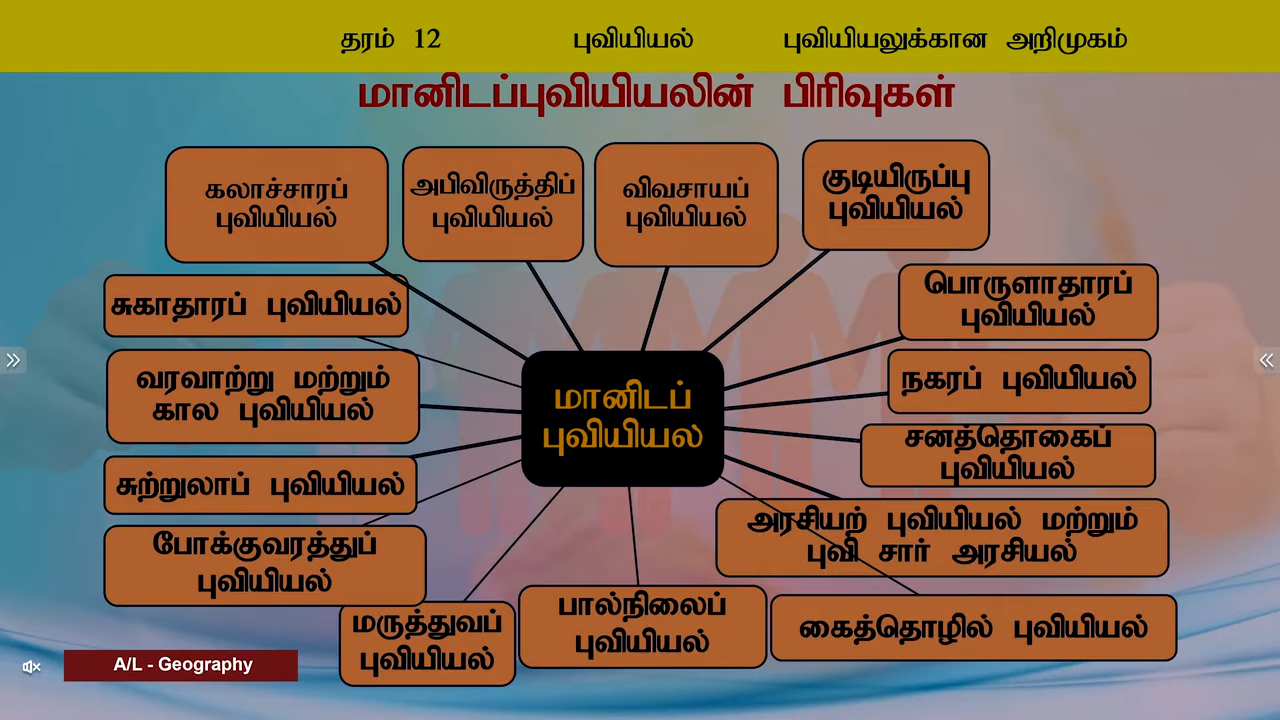 தரம் 12 புவியியல் புவியியலுக்கான அறிமுகம்
மானிடப்புவியியலின் பிரிவுகள்
கலாச்சாரப்
புவியியல்
அபிவிருத்திப்
புவியியல்
விவசாயப்
புவியியல்
குடியிருப்பு
புவியியல்
சுகாதாரப் புவியியல்
பொருளாதாரப்
புவியியல்
வரவாற்று மற்றும்
கால புவியியல்
மானிடப்
புவியியல்
நகரப் புவியியல்
சனத்தொகைப்
புவியியல்
சுற்றுலாப் புவியியல்
அரசியற் புவியியல் மற்றும்
புவி சார் அரசியல்
போக்குவரத்துப்
புவியியல்
மருத்துவப்
புவியியல்
பால்நிலைப்
புவியியல்
கைத்தொழில் புவியியல்
A/L - Geography